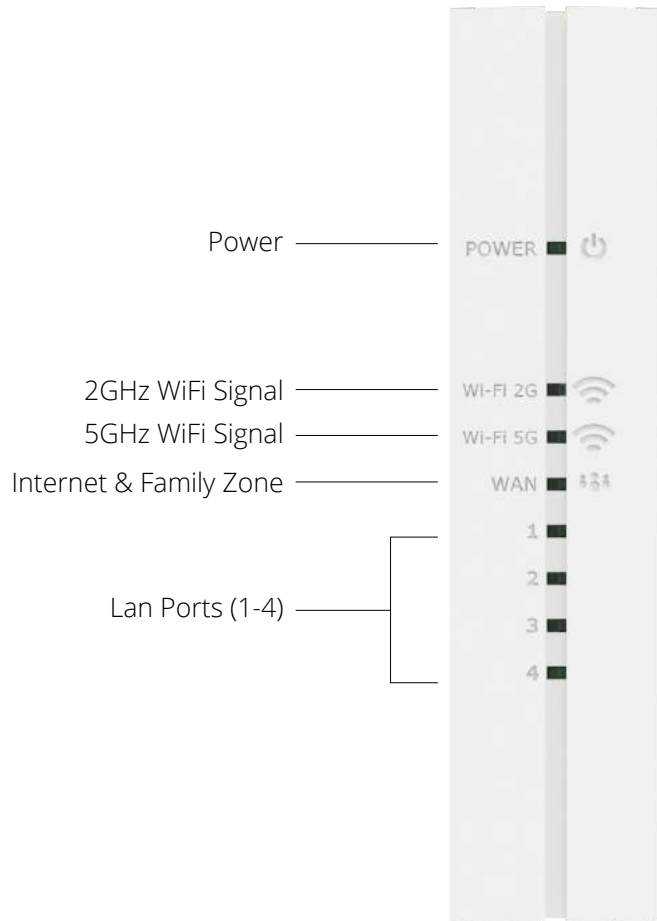 Power
POWER
2GHz WiFi Signal
Wi-Fi 2G
5GHz WiFi Signal
Wi-Fi 5G
Internet & Family Zone
WAN
1
2
Lan Ports (1-4)
3
4